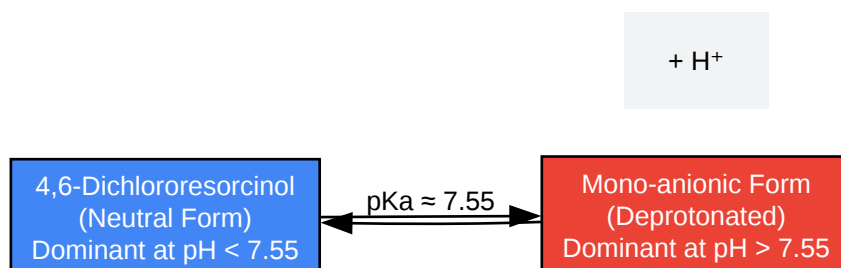 + H⁺
4,6-Dichlororesorcinol
(Neutral Form)
Dominant at pH < 7.55
pKa ≈ 7.55
Mono-anionic Form
(Deprotonated)
Dominant at pH > 7.55